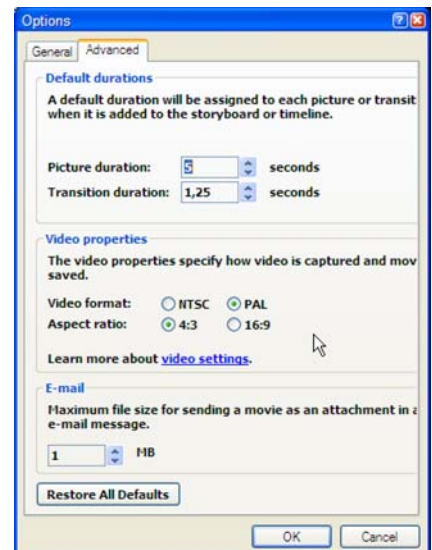 Options
General Advanced
Default durations
A default duration will be assigned to each picture or transit
when it is added to the storyboard or timeline.
Picture duration: 5 seconds
Transition duration: 1,25 seconds
Video properties
The video properties specify how video is captured and mov
saved.
Video format: NTSC PAL
Aspect ratio: 4:3 16:9
Learn more about video settings.
E-mail
Maximum file size for sending a movie as an attachment in a
e-mail message.
1 MB
Restore All Defaults
OK Cancel